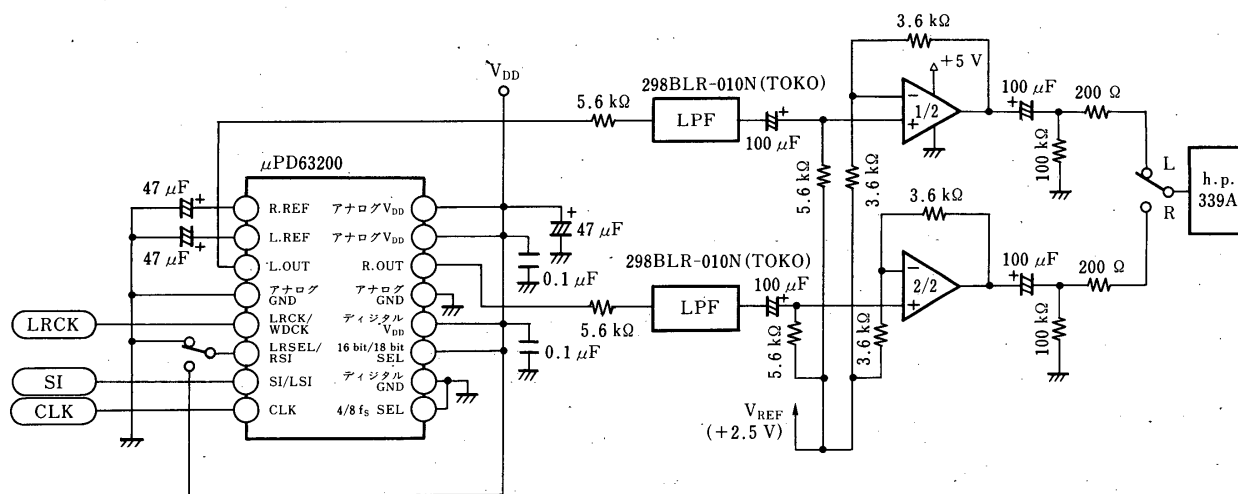 3.6 kΩ
V_DD
+5 V
298BLR-010N (TOKO)
5.6 kΩ
LPF
100 μF
+
−
+
1/2
100 μF
+
200 Ω
100 kΩ
5.6 kΩ
3.6 kΩ
L
R
h.p.
339A
μPD63200
47 μF
+
47 μF
+
R.REF
アナログV_DD
L.REF
アナログV_DD
L.OUT
R.OUT
アナログ
GND
アナログ
GND
LRCK/
WDCK
ディジタル
V_DD
LRSEL/
RSI
16 bit/18 bit
SEL
SI/LSI
ディジタル
GND
CLK
4/8 f_S SEL
LRCK
SI
CLK
+
47 μF
0.1 μF
0.1 μF
298BLR-010N (TOKO)
5.6 kΩ
LPF
100 μF
+
5.6 kΩ
3.6 kΩ
3.6 kΩ
−
+
2/2
100 μF
+
200 Ω
100 kΩ
V_REF
(+2.5 V)